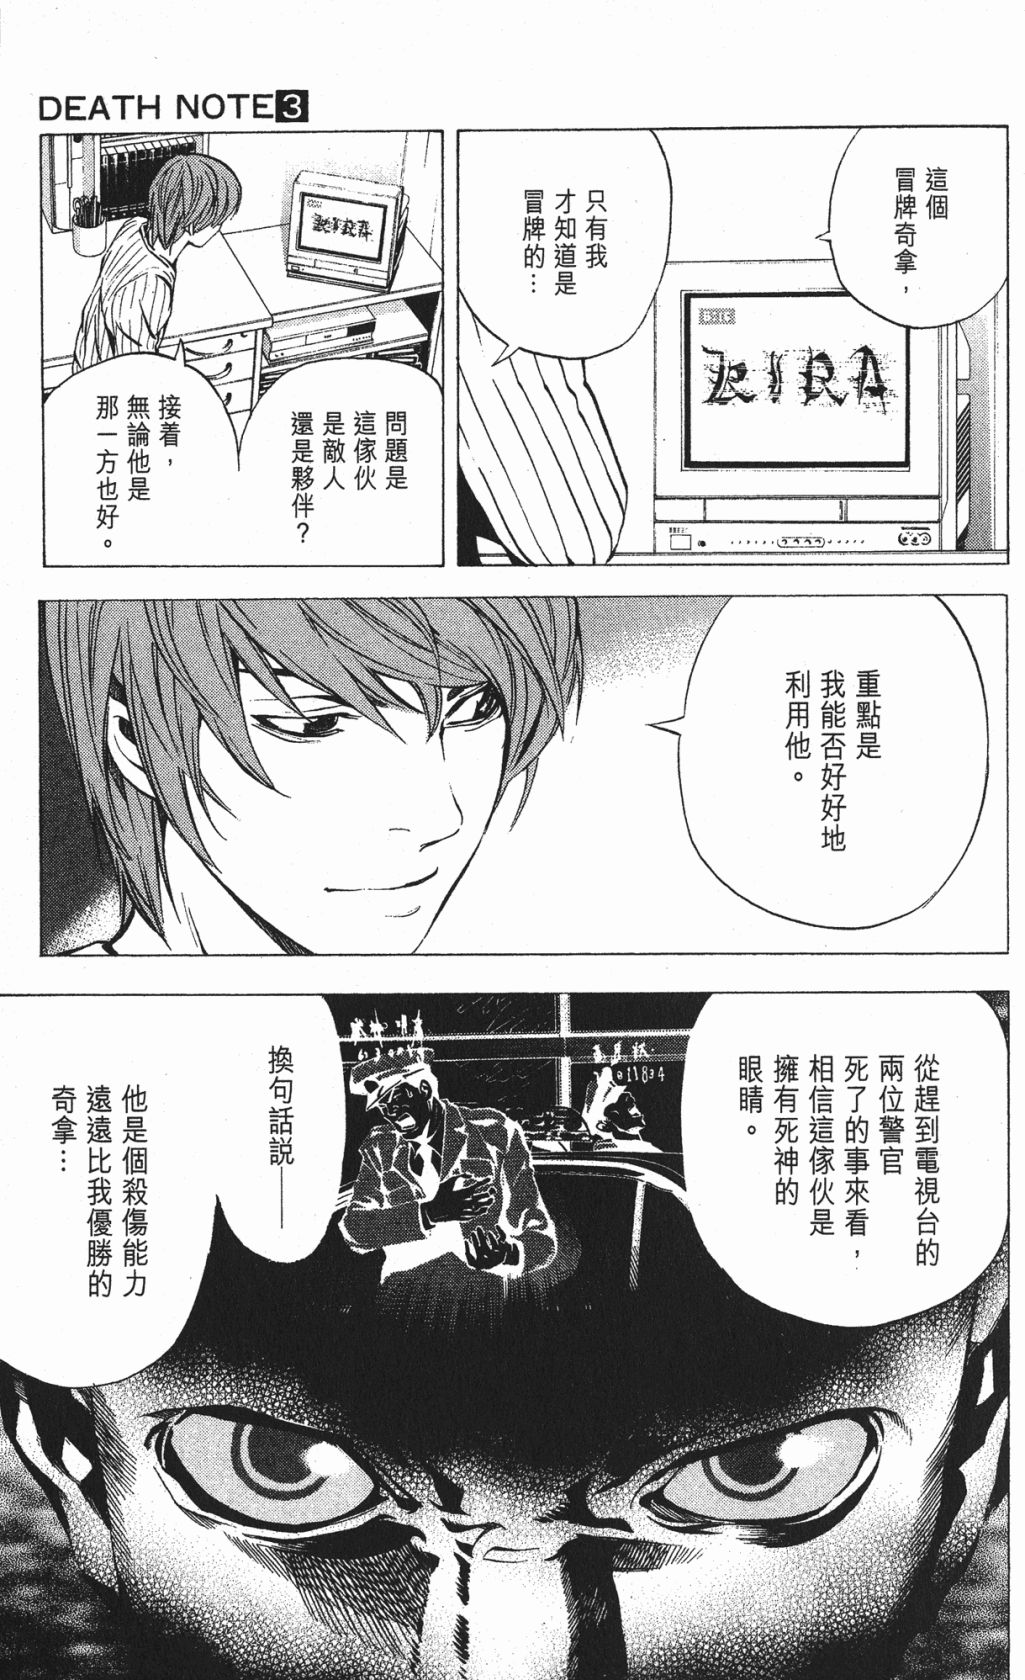 DEATH NOTE3
這個
冒牌奇拿，
只有我
才知道是
冒牌的…
KIRA
KIRA
問題是
這傢伙
是敵人
還是夥伴？
接着，
無論他是
那一方也好。
重點是
我能否好好地
利用他。
從趕到電視台的
兩位警官
死了的事來看，
相信這傢伙是
擁有死神的
眼睛。
換句話說——
他是個殺傷能力
遠遠比我優勝的
奇拿…